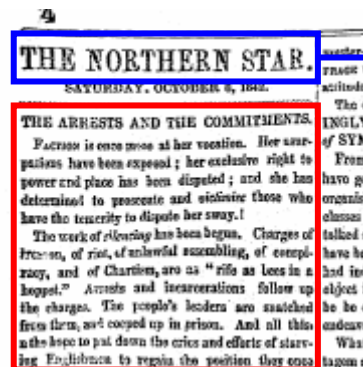 4
THE NORTHERN STAR.
SATURDAY, OCTOBER 8, 1842.
THE ARRESTS AND THE COMMITMENTS.
FACTION is once more at her vocation. Her usur-
pations have been exposed; her exclusive right to
power and place has been disputed; and she has
determined to prosecute and victimise those who
have the temerity to dispute her sway!
The work of silencing has been begun. Charges of
treason, of riot, of unlawful assembling, of conspi-
racy, and of Chartism, are as "rife as bees in a
hopper." Arrests and incarcerations follow up
the charges. The people's leaders are snatched
from them, and cooped up in prison. And all this
n the hope to put down the cries and efforts of starv-
ing Englishmen to regain the position they once
The
INGLY
of SYN
From
have g
organis
classes
talked
have b
had in
object
be be
endeav
Wha